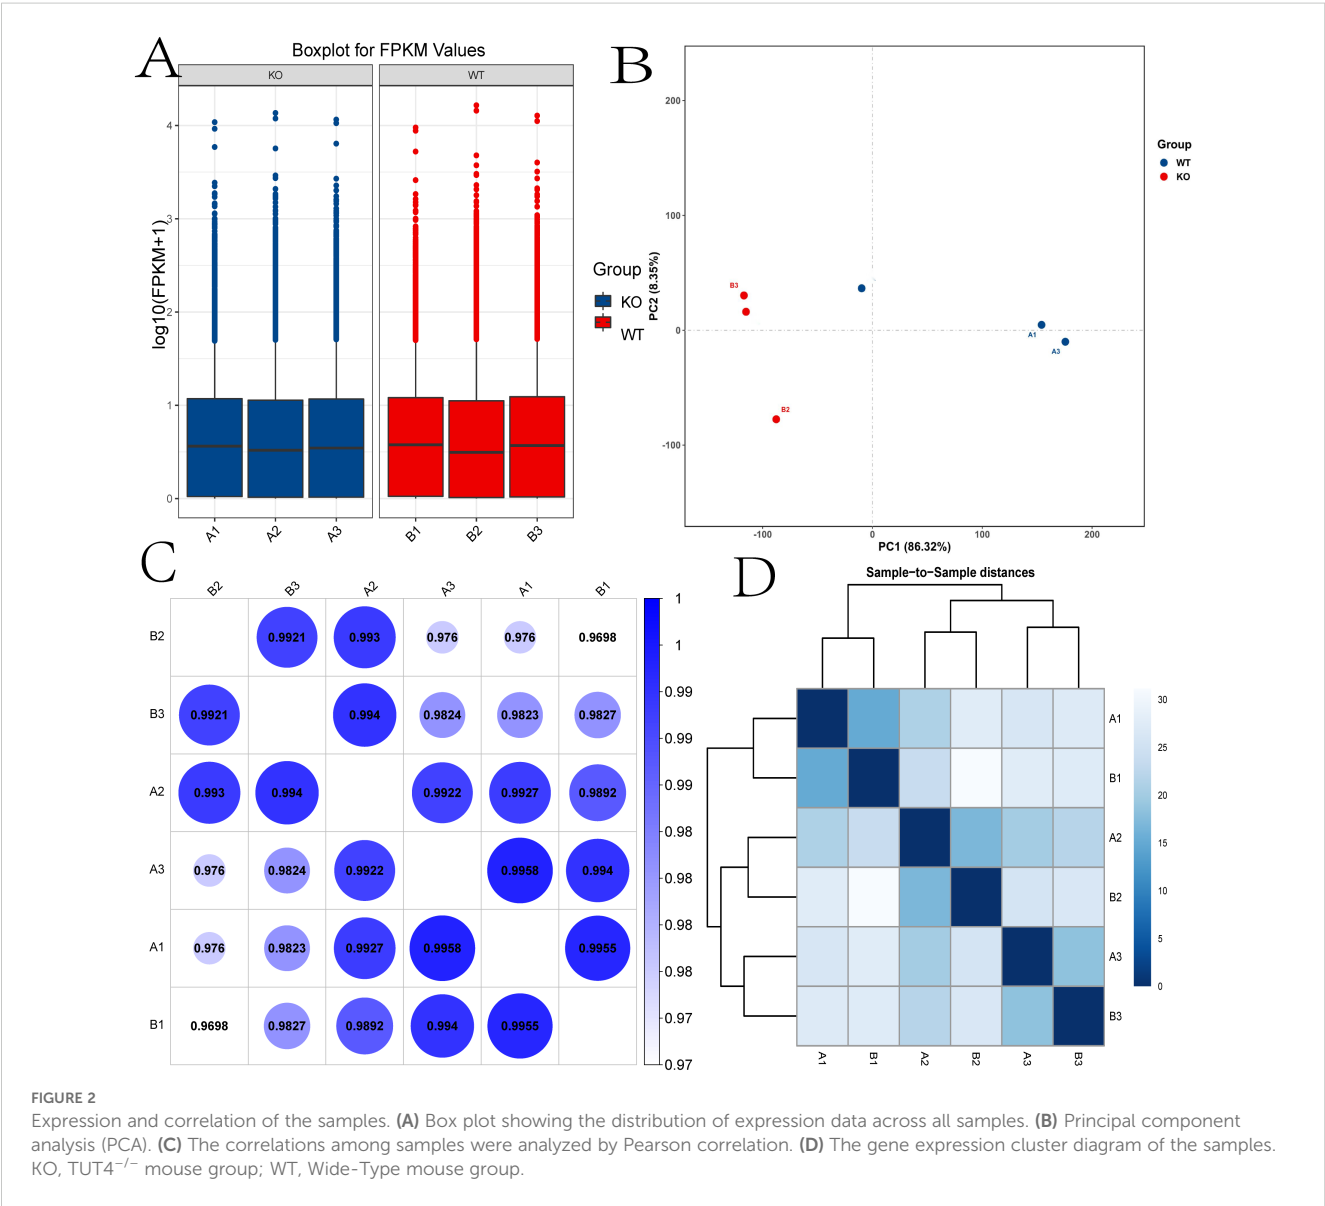 A
Boxplot for FPKM Values
KO
WT
log10(FPKM+1)
4
3
2
1
0
A1
A2
A3
B1
B2
B3
Group
KO
WT
B
PC2 (8.35%)
200
100
0
-100
B3
B2
A1
A3
-100
0
100
200
PC1 (86.32%)
Group
WT
KO
C
B2
B3
A2
A3
A1
B1
B2 0.9921 0.993 0.976 0.976 0.9698
B3 0.9921 0.994 0.9824 0.9823 0.9827
A2 0.993 0.994 0.9922 0.9927 0.9892
A3 0.976 0.9824 0.9922 0.9958 0.994
A1 0.976 0.9823 0.9927 0.9958 0.9955
B1 0.9698 0.9827 0.9892 0.994 0.9955
1
1
0.99
0.99
0.99
0.98
0.98
0.98
0.98
0.97
0.97
D
Sample-to-Sample distances
A1
B1
A2
B2
A3
B3
A1
B1
A2
B2
A3
B3
30
25
20
15
10
5
0
FIGURE 2
Expression and correlation of the samples. (A) Box plot showing the distribution of expression data across all samples. (B) Principal component
analysis (PCA). (C) The correlations among samples were analyzed by Pearson correlation. (D) The gene expression cluster diagram of the samples.
KO, TUT4−/− mouse group; WT, Wide-Type mouse group.